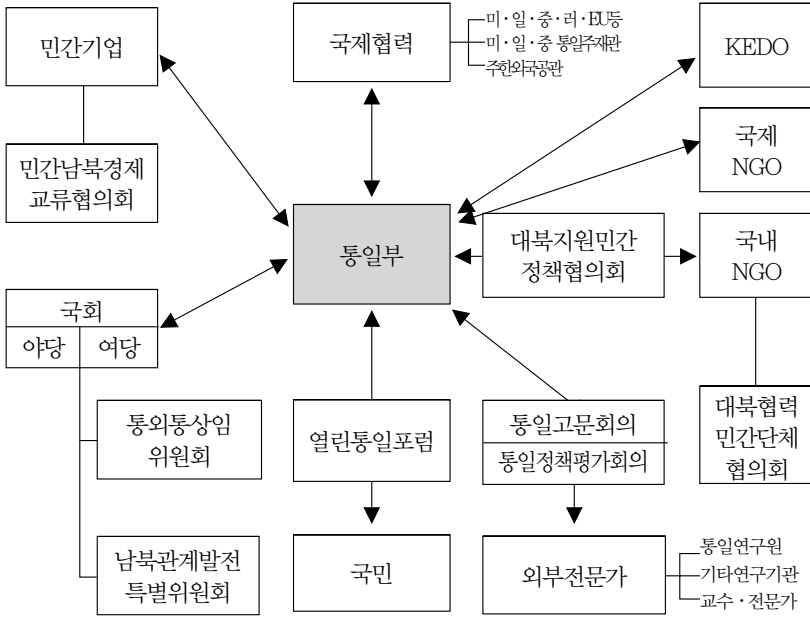 민간기업
국제협력
미·일·중·러·EU등
미·일·중 통일주재관
주한외국공관
KEDO
민간남북경제
교류협의회
국제
NGO
통일부
대북지원민간
정책협의회
국내
NGO
국회
야당 여당
통외통상임
위원회
열린통일포럼
통일고문회의
통일정책평가회의
대북협력
민간단체
협의회
남북관계발전
특별위원회
국민
외부전문가
통일연구원
기타연구기관
교수·전문가